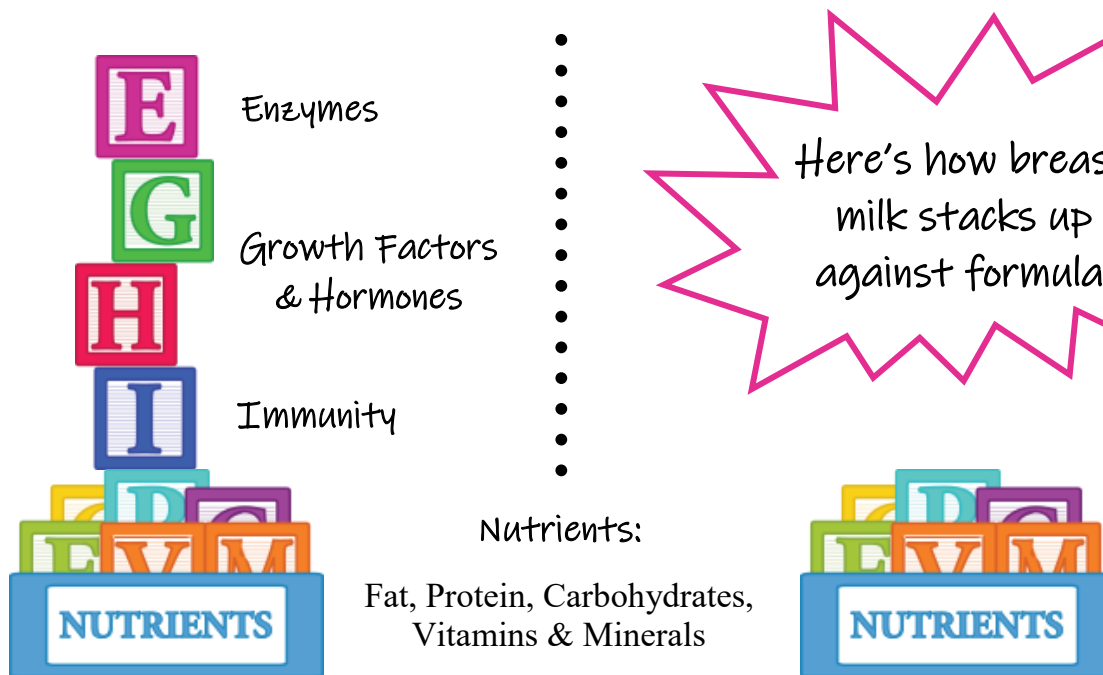 E
Enzymes
G
Growth Factors
& Hormones
H
I
Immunity
Here's how breas
milk stacks up
against formula
Nutrients:
Fat, Protein, Carbohydrates,
Vitamins & Minerals
V M
NUTRIENTS
V M
NUTRIENTS